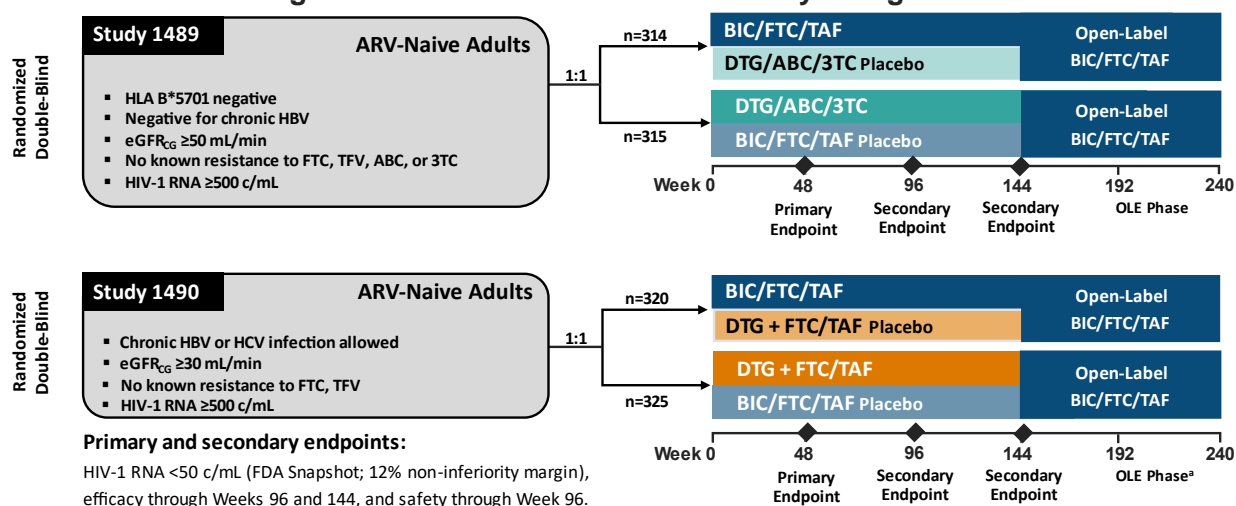 Study 1489
ARV-Naive Adults
Randomized
Double-Blind
▪ HLA B*5701 negative
▪ Negative for chronic HBV
▪ eGFRCG ≥50 mL/min
▪ No known resistance to FTC, TFV, ABC, or 3TC
▪ HIV-1 RNA ≥500 c/mL
1:1
n=314
n=315
BIC/FTC/TAF
DTG/ABC/3TC Placebo
Open-Label
BIC/FTC/TAF
DTG/ABC/3TC
BIC/FTC/TAF Placebo
Open-Label
BIC/FTC/TAF
Week 0 48 96 144 192 240
Primary
Endpoint
Secondary
Endpoint
Secondary
Endpoint
OLE Phase
Study 1490
ARV-Naive Adults
Randomized
Double-Blind
▪ Chronic HBV or HCV infection allowed
▪ eGFRCG ≥30 mL/min
▪ No known resistance to FTC, TFV
▪ HIV-1 RNA ≥500 c/mL
1:1
n=320
n=325
BIC/FTC/TAF
DTG + FTC/TAF Placebo
Open-Label
BIC/FTC/TAF
DTG + FTC/TAF
BIC/FTC/TAF Placebo
Open-Label
BIC/FTC/TAF
Week 0 48 96 144 192 240
Primary
Endpoint
Secondary
Endpoint
Secondary
Endpoint
OLE Phaseᵃ
Primary and secondary endpoints:
HIV-1 RNA <50 c/mL (FDA Snapshot; 12% non-inferiority margin),
efficacy through Weeks 96 and 144, and safety through Week 96.